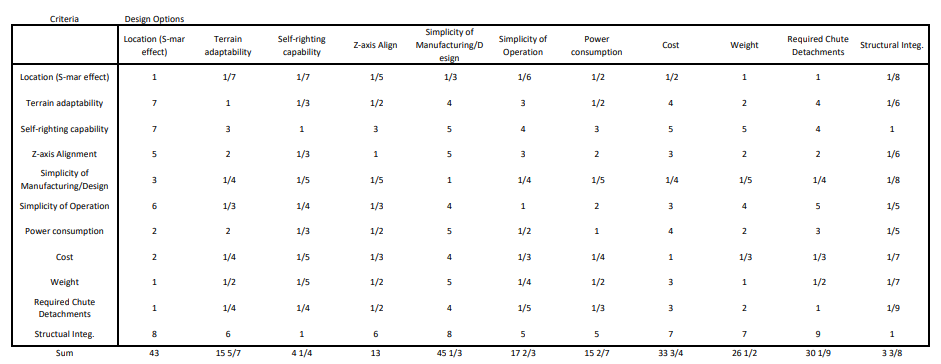 Criteria Design Options
Location (S-mar effect) Terrain adaptability Self-righting capability Z-axis Align Simplicity of Manufacturing/D esign Simplicity of Operation Power consumption Cost Weight Required Chute Detachments Structural Integ.
Location (S-mar effect) 1 1/7 1/7 1/5 1/3 1/6 1/2 1/2 1 1 1/8
Terrain adaptability 7 1 1/3 1/2 4 3 1/2 4 2 4 1/6
Self-righting capability 7 3 1 3 5 4 3 5 5 4 1
Z-axis Alignment 5 2 1/3 1 5 3 2 3 2 2 1/6
Simplicity of Manufacturing/Design 3 1/4 1/5 1/5 1 1/4 1/5 1/4 1/5 1/4 1/8
Simplicity of Operation 6 1/3 1/4 1/3 4 1 2 3 4 5 1/5
Power consumption 2 2 1/3 1/2 5 1/2 1 4 2 3 1/5
Cost 2 1/4 1/5 1/3 4 1/3 1/4 1 1/3 1/3 1/7
Weight 1 1/2 1/5 1/2 5 1/4 1/2 3 1 1/2 1/7
Required Chute Detachments 1 1/4 1/4 1/2 4 1/5 1/3 3 2 1 1/9
Structual Integ. 8 6 1 6 8 5 5 7 7 9 1
Sum 43 15 5/7 4 1/4 13 45 1/3 17 2/3 15 2/7 33 3/4 26 1/2 30 1/9 3 3/8